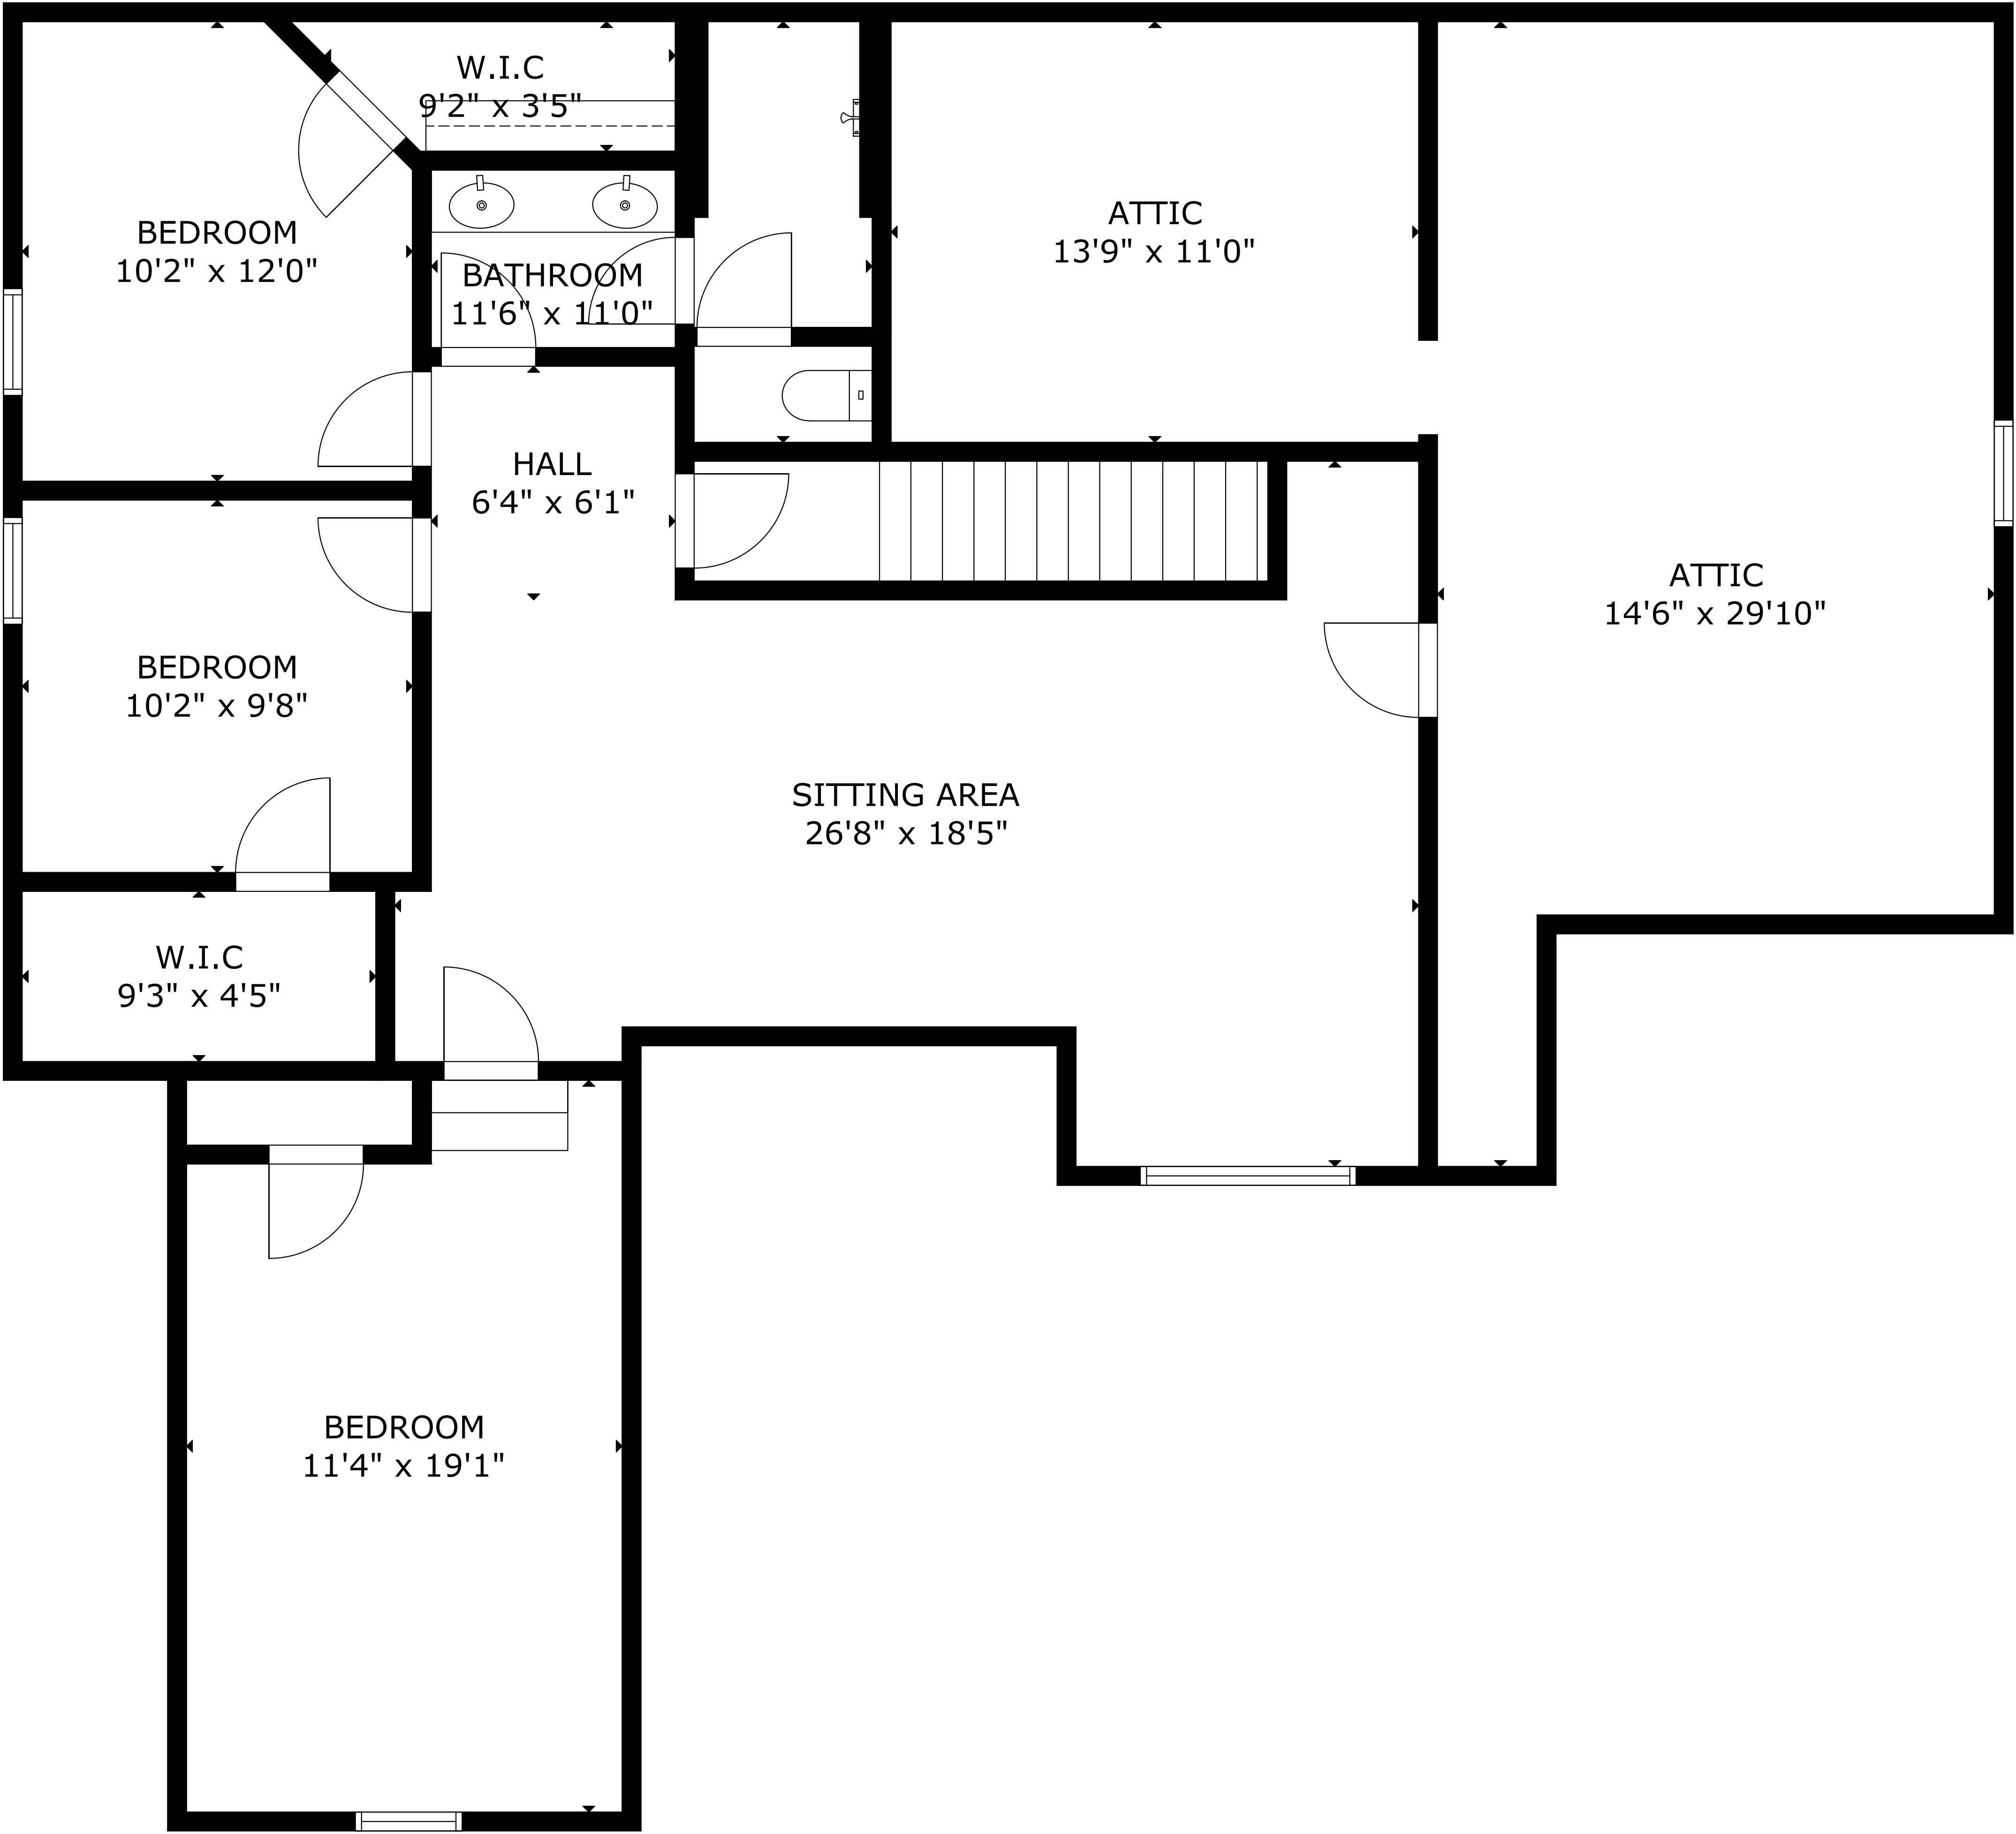 W.I.C
9'2" x 3'5"
BEDROOM
10'2" x 12'0"
BATHROOM
11'6" x 11'0"
ATTIC
13'9" x 11'0"
HALL
6'4" x 6'1"
ATTIC
14'6" x 29'10"
BEDROOM
10'2" x 9'8"
SITTING AREA
26'8" x 18'5"
W.I.C
9'3" x 4'5"
BEDROOM
11'4" x 19'1"